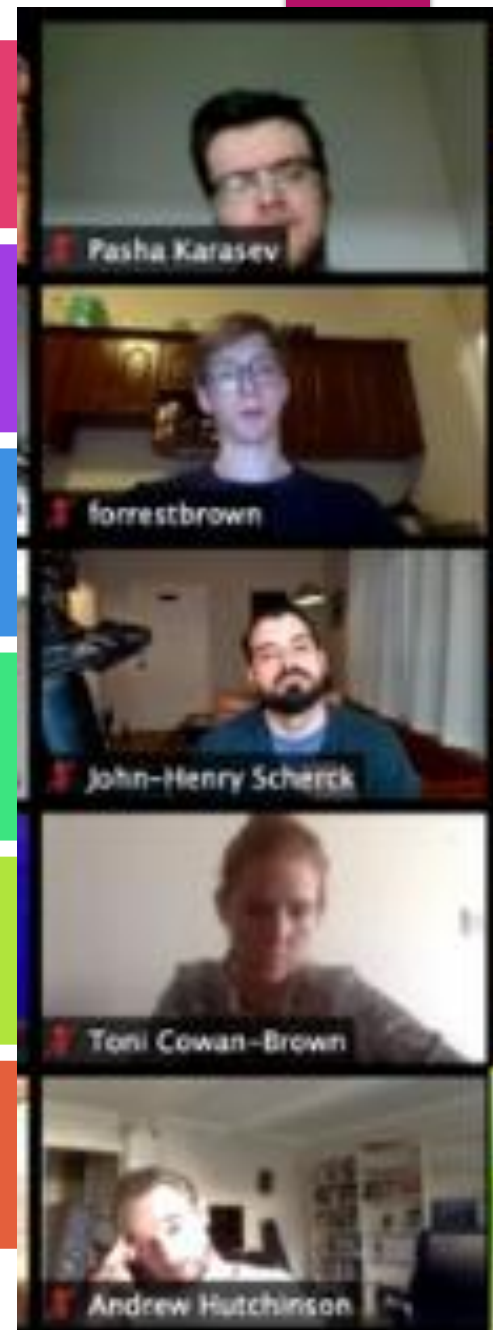 Pasha Karasev
forrestbrown
John-Henry Scherck
Toni Cowan-Brown
Andrew Hutchinson